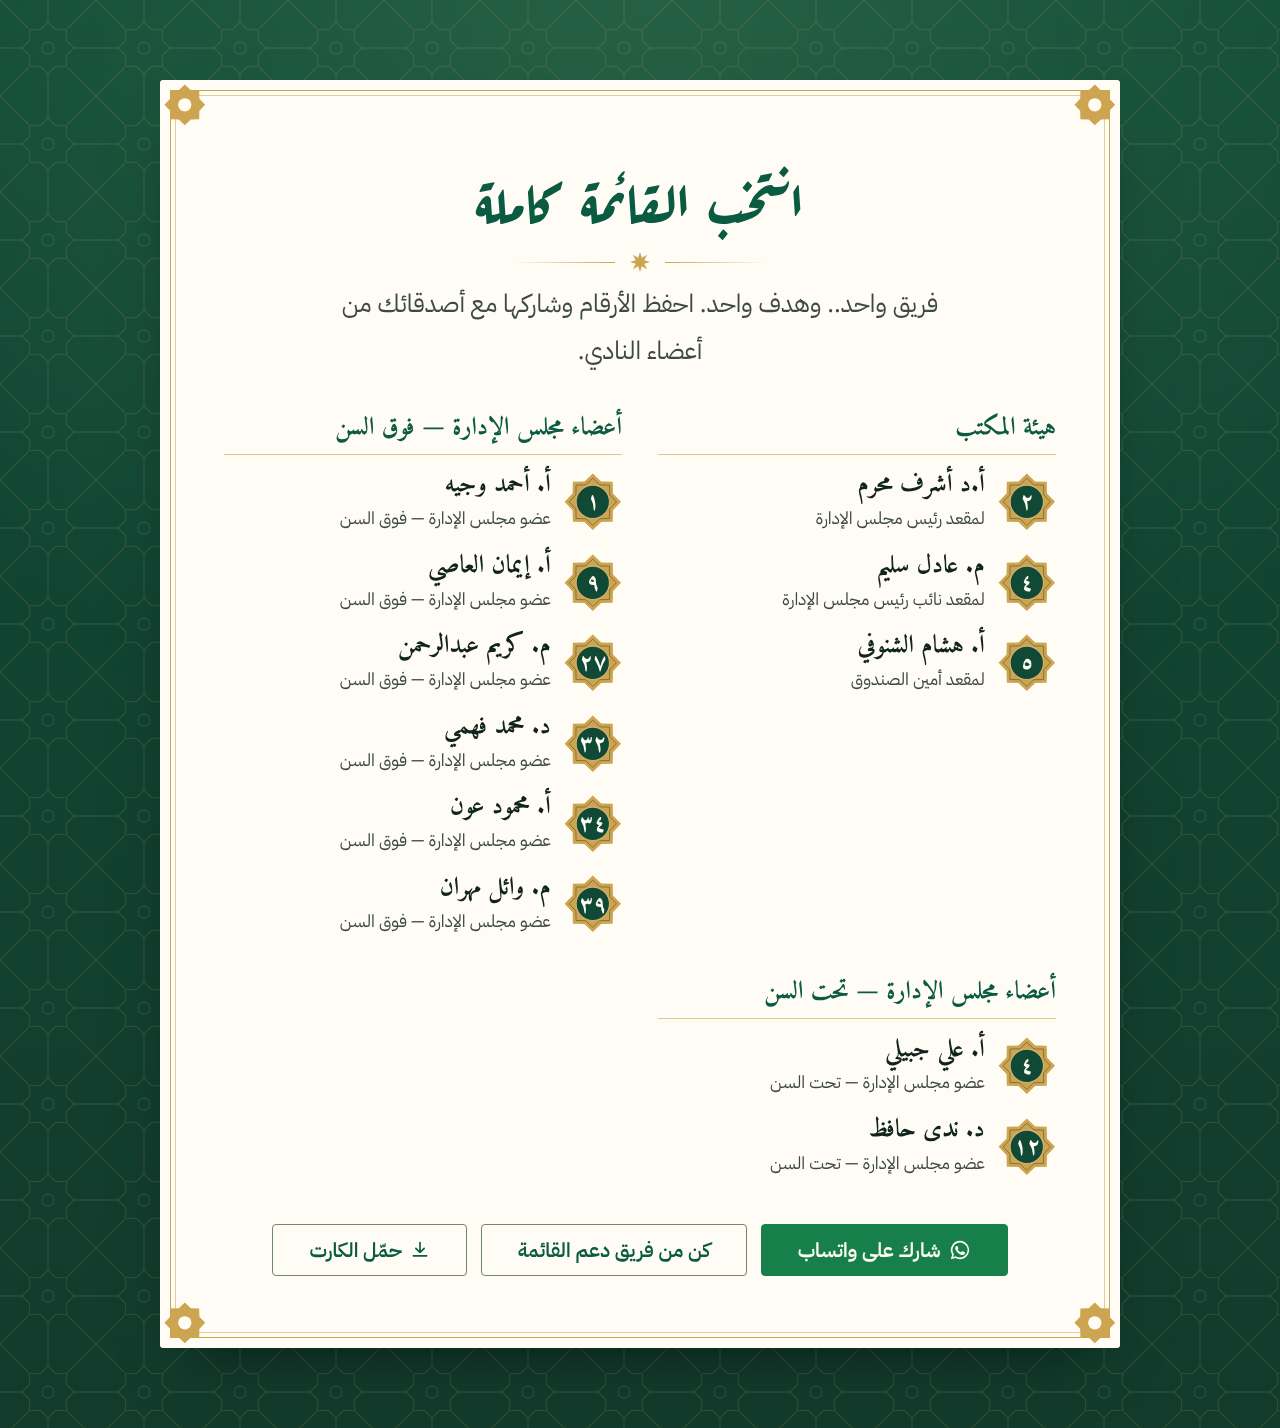 انتخب القائمة كاملة
فريق واحد.. وهدف واحد. احفظ الأرقام وشاركها مع أصدقائك من
أعضاء النادي.
هيئة المكتب
٢
أ.د أشرف محرم
لمقعد رئيس مجلس الإدارة
٤
م. عادل سليم
لمقعد نائب رئيس مجلس الإدارة
٥
أ. هشام الشنوفي
لمقعد أمين الصندوق
أعضاء مجلس الإدارة — فوق السن
١
أ. أحمد وجيه
عضو مجلس الإدارة — فوق السن
٩
أ. إيمان العاصي
عضو مجلس الإدارة — فوق السن
٢٧
م. كريم عبدالرحمن
عضو مجلس الإدارة — فوق السن
٣٢
د. محمد فهمي
عضو مجلس الإدارة — فوق السن
٣٤
أ. محمود عون
عضو مجلس الإدارة — فوق السن
٣٩
م. وائل مهران
عضو مجلس الإدارة — فوق السن
أعضاء مجلس الإدارة — تحت السن
٤
أ. علي جبيلي
عضو مجلس الإدارة — تحت السن
١٢
د. ندى حافظ
عضو مجلس الإدارة — تحت السن
شارك على واتساب
كن من فريق دعم القائمة
حمّل الكارت